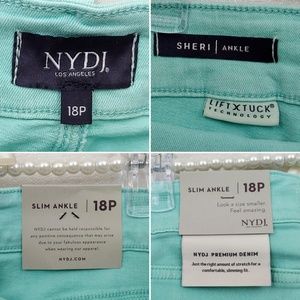 NYDJ
LOS ANGELES
18P
SHERI | ANKLE
LIFT X TUCK®
TECHNOLOGY
SLIM ANKLE | 18P
NYDJ cannot be held responsible for
any positive consequence that may arise
due to your fabulous appearance
when wearing our apparel.
NYDJ.COM
SLIM ANKLE | 18P
Look a size smaller.
Feel amazing.
NYDJ
NYDJ PREMIUM DENIM
Just the right amount of stretch for a
comfortable, slimming fit.